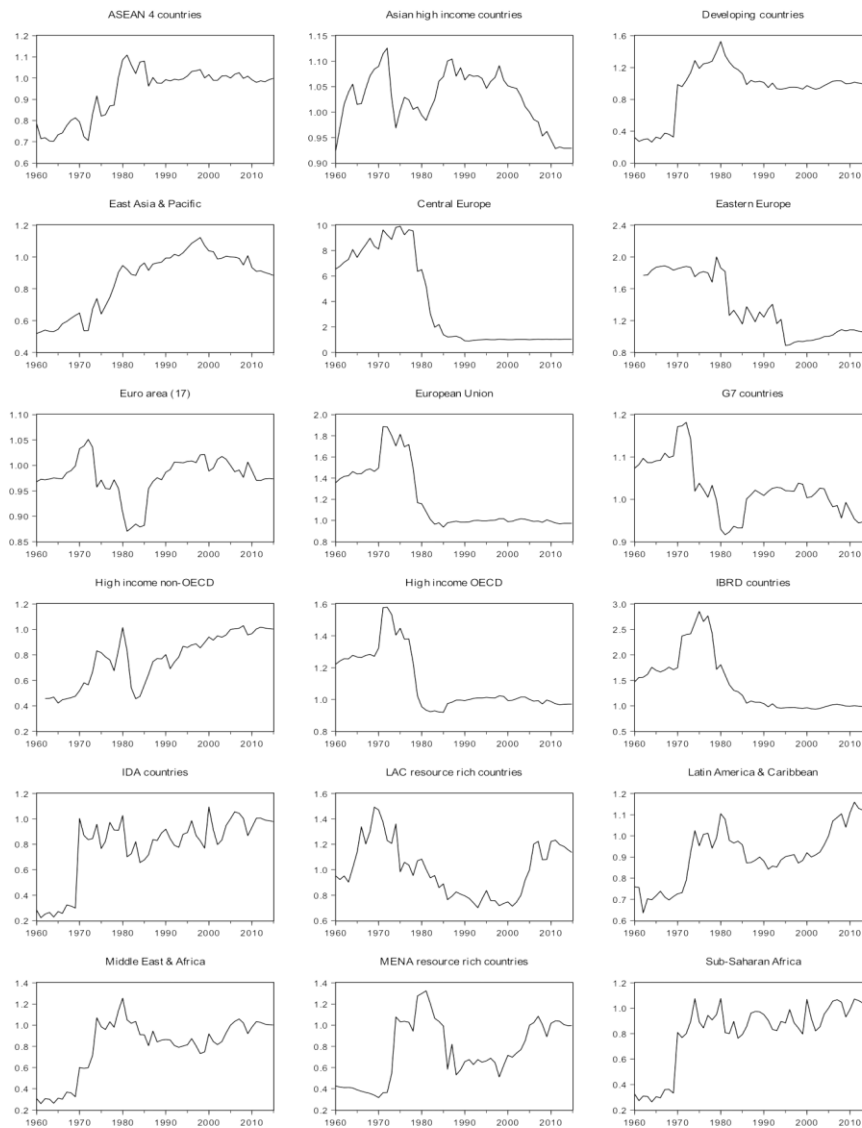 ASEAN 4 countries
1.2
1.1
1.0
0.9
0.8
0.7
0.6
1960 1970 1980 1990 2000 2010
Asian high income countries
1.15
1.10
1.05
1.00
0.95
0.90
1960 1970 1980 1990 2000 2010
Developing countries
1.6
1.2
0.8
0.4
0.0
1960 1970 1980 1990 2000 2010
East Asia & Pacific
1.2
1.0
0.8
0.6
0.4
1960 1970 1980 1990 2000 2010
Central Europe
10
8
6
4
2
0
1960 1970 1980 1990 2000 2010
Eastern Europe
2.4
2.0
1.6
1.2
0.8
1960 1970 1980 1990 2000 2010
Euro area (17)
1.10
1.05
1.00
0.95
0.90
0.85
1960 1970 1980 1990 2000 2010
European Union
2.0
1.8
1.6
1.4
1.2
1.0
0.8
1960 1970 1980 1990 2000 2010
G7 countries
1.2
1.1
1.0
0.9
1960 1970 1980 1990 2000 2010
High income non-OECD
1.2
1.0
0.8
0.6
0.4
0.2
1960 1970 1980 1990 2000 2010
High income OECD
1.6
1.4
1.2
1.0
0.8
1960 1970 1980 1990 2000 2010
IBRD countries
3.0
2.5
2.0
1.5
1.0
0.5
1960 1970 1980 1990 2000 2010
IDA countries
1.2
1.0
0.8
0.6
0.4
0.2
1960 1970 1980 1990 2000 2010
LAC resource rich countries
1.6
1.4
1.2
1.0
0.8
0.6
1960 1970 1980 1990 2000 2010
Latin America & Caribbean
1.2
1.1
1.0
0.9
0.8
0.7
0.6
1960 1970 1980 1990 2000 2010
Middle East & Africa
1.4
1.2
1.0
0.8
0.6
0.4
0.2
1960 1970 1980 1990 2000 2010
MENA resource rich countries
1.4
1.2
1.0
0.8
0.6
0.4
0.2
1960 1970 1980 1990 2000 2010
Sub-Saharan Africa
1.2
1.0
0.8
0.6
0.4
0.2
1960 1970 1980 1990 2000 2010